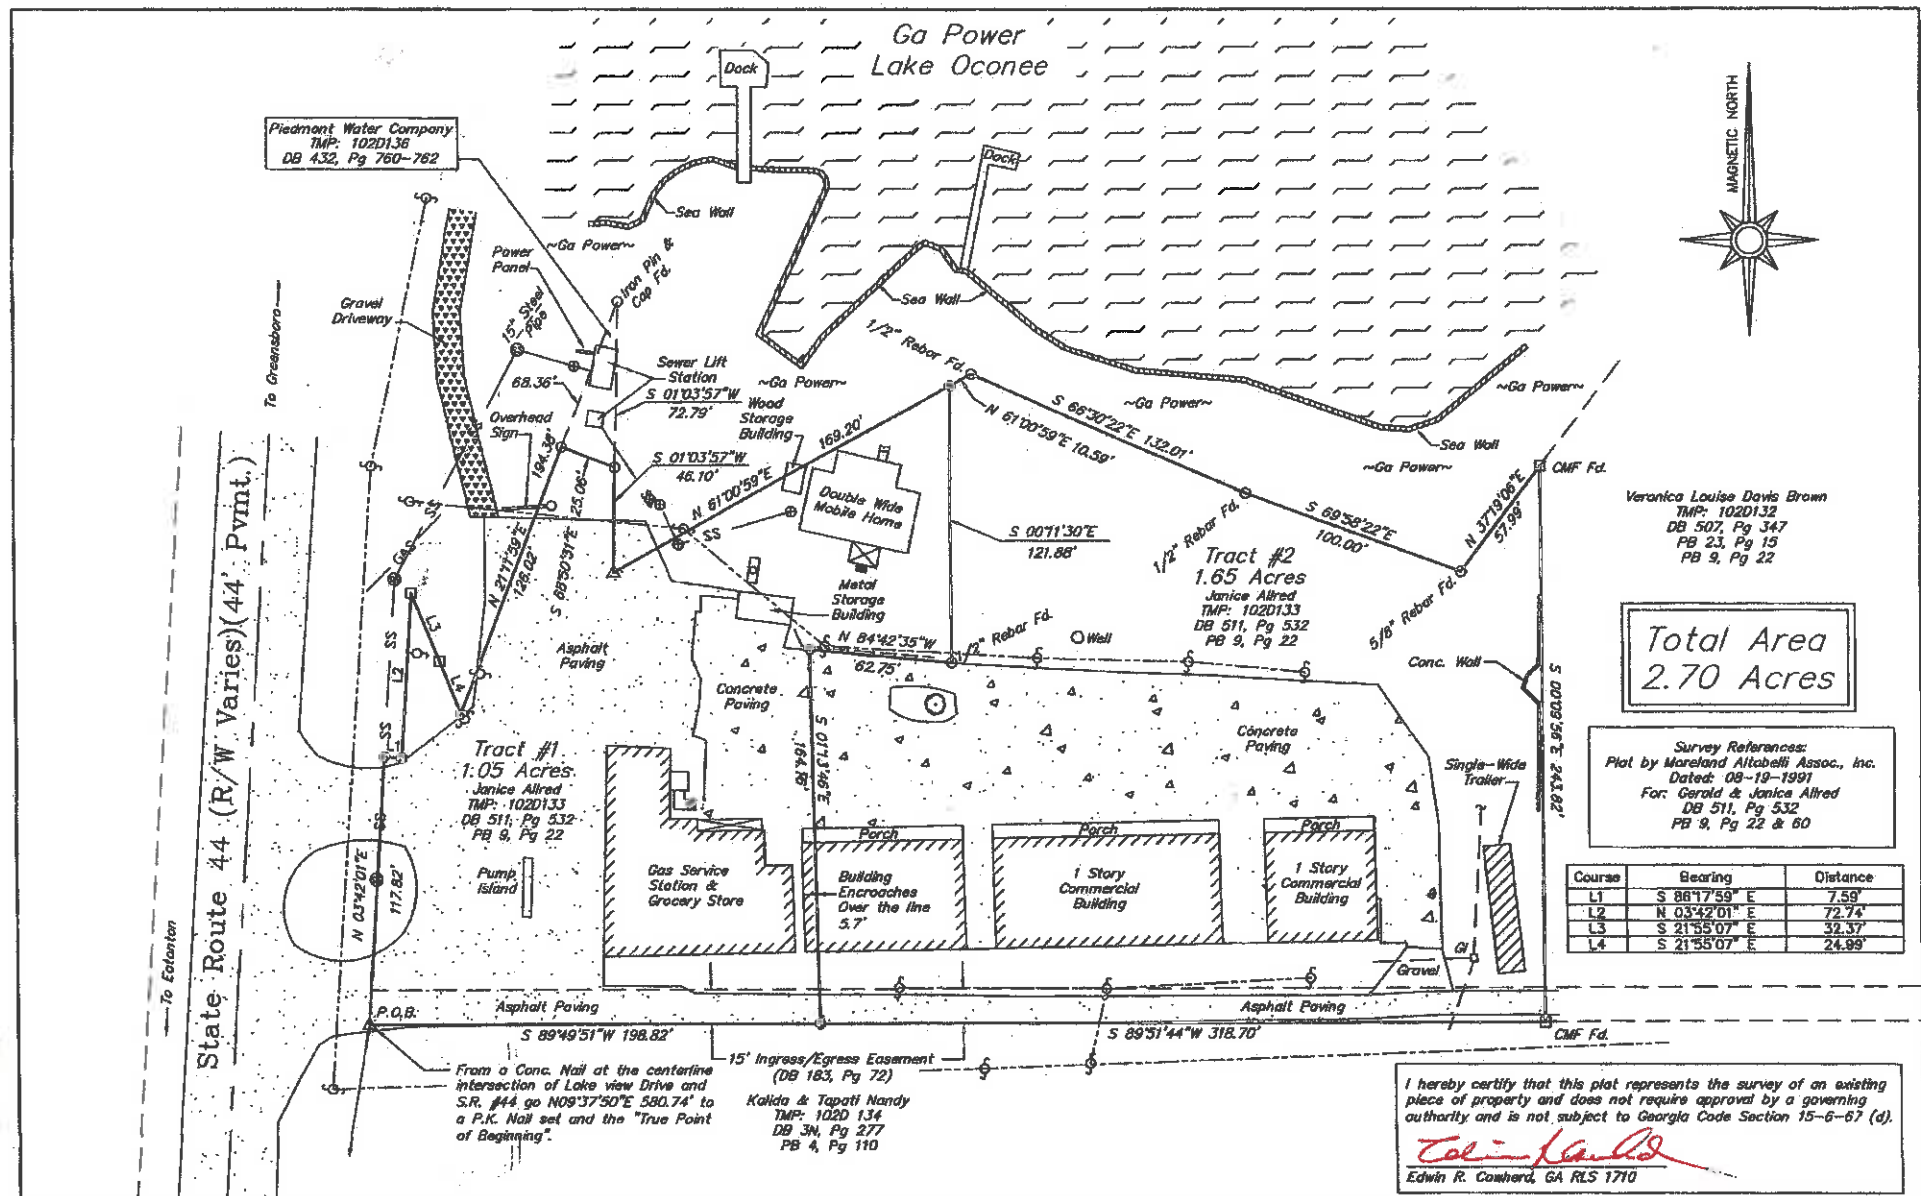 Ga Power
Lake Oconee
Dock
Dock
MAGNETIC NORTH
Piedmont Water Company
TMP: 102D136
DB 432, Pg 760-762
Sea Wall
~Ga Power~
Power
Panel
Iron Pin &
Cap Fd.
Gravel
Driveway
15" Steel
Pipe
To Greensboro
Sea Wall
1/2" Rebar Fd.
Sewer Lift
Station
68.36'
S 01°03'57"W
72.79'
~Ga Power~
Wood
Storage
Building
Overhead
Sign
194.38'
S 01°03'57"W
46.10'
N 61°00'59"E
169.20'
N 61°00'59"E 10.59'
S 66°30'22"E 132.01'
~Ga Power~
~Ga Power~
Sea Wall
~Ga Power~
CMF Fd.
Double Wide
Mobile Home
SS
S 00°11'30"E
121.88'
1/2" Rebar Fd.
S 69°58'22"E
100.00'
N 37°19'06"E
57.99'
5/8" Rebar Fd.
Veronica Louise Davis Brown
TMP: 102D132
DB 507, Pg 347
PB 23, Pg 15
PB 9, Pg 22
GAS
N 21°11'59"E
126.02'
S 68°50'31"E 25.06'
Tract #2
1.65 Acres
Janice Allred
TMP: 102D133
DB 511, Pg 532
PB 9, Pg 22
Metal
Storage
Building
N 84°42'35"W
62.75'
1/2" Rebar Fd.
Well
Asphalt
Paving
SS
L3
L2
L4
L1
SS
Concrete
Paving
S 01°13'46"E
164.16'
Concrete
Paving
Conc. Wall
S 00°09'56"E 243.82'
Total Area
2.70 Acres
Tract #1
1.05 Acres
Janice Allred
TMP: 102D133
DB 511, Pg 532
PB 9, Pg 22
Single-Wide
Trailer
Survey References:
Plat by Moreland Altobelli Assoc., Inc.
Dated: 08-19-1991
For: Gerald & Janice Allred
DB 511, Pg 532
PB 9, Pg 22 & 60
State Route 44 (R/W Varies)(44' Pvmt.)
To Eatonton
SS
N 03°42'01"E
117.82'
Pump
Island
Gas Service
Station &
Grocery Store
Porch
Building
Encroaches
Over the line
5.7'
Porch
1 Story
Commercial
Building
Porch
1 Story
Commercial
Building
Course Bearing Distance
L1 S 86°17'59" E 7.59'
L2 N 03°42'01" E 72.74'
L3 S 21°55'07" E 32.37'
L4 S 21°55'07" E 24.99'
GI
Gravel
P.O.B.
Asphalt Paving
Asphalt Paving
S 89°49'51"W 198.82'
S 89°51'44"W 318.70'
CMF Fd.
From a Conc. Nail at the centerline
intersection of Lake view Drive and
S.R. #44 go N09°37'50"E 580.74' to
a P.K. Nail set and the "True Point
of Beginning".
15' Ingress/Egress Easement
(DB 183, Pg 72)
Kalida & Tapati Nandy
TMP: 102D 134
DB 3N, Pg 277
PB 4, Pg 110
I hereby certify that this plat represents the survey of an existing
piece of property and does not require approval by a governing
authority and is not subject to Georgia Code Section 15-6-67 (d).
Edwin R. Cowherd, GA RLS 1710